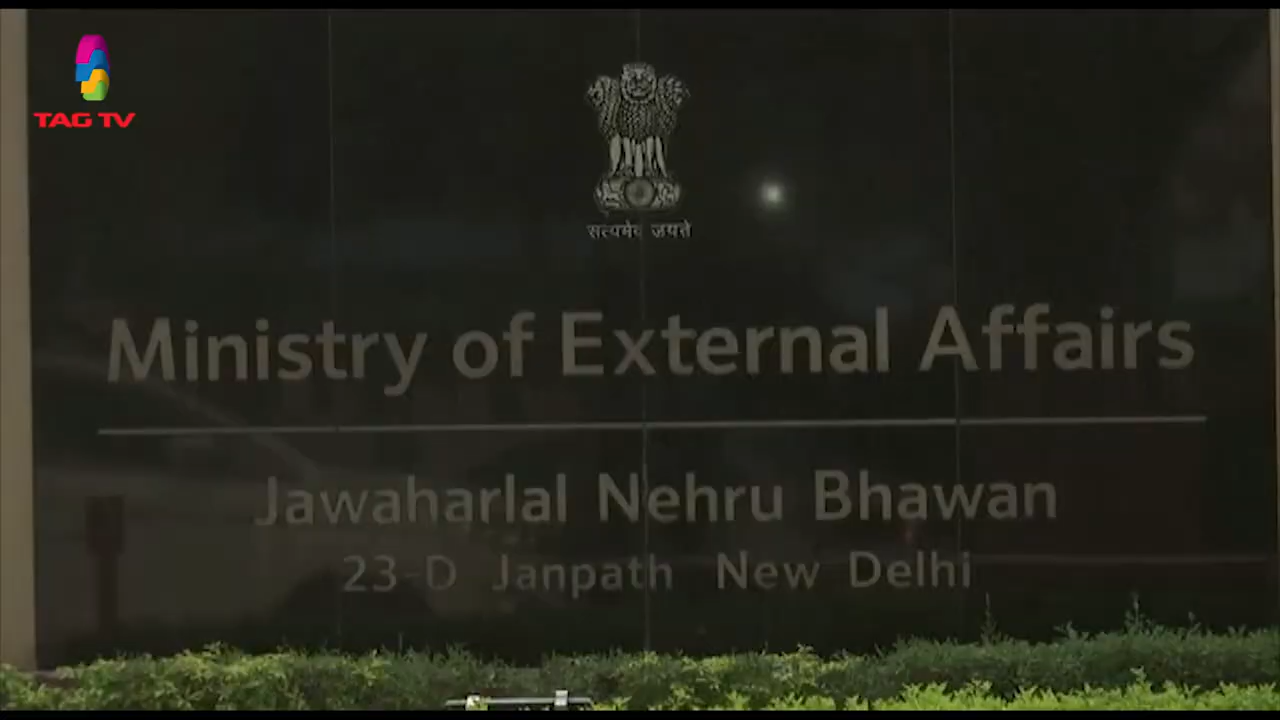 TAG TV
सत्यमेव जयते
Ministry of External Affairs
Jawaharlal Nehru Bhawan
23-D Janpath New Delhi